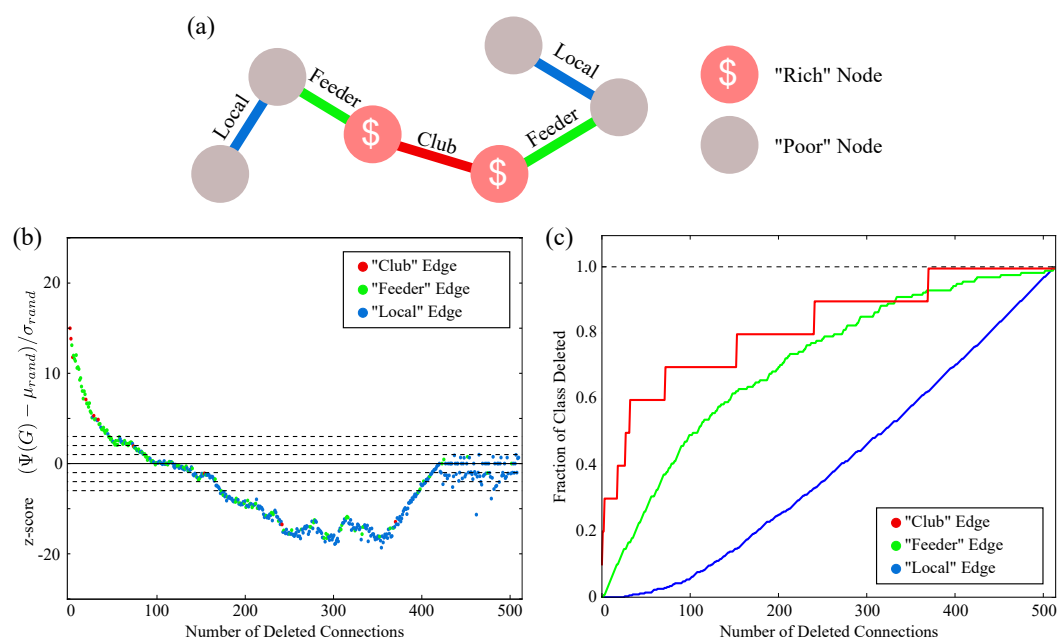 (a)
Local
Feeder
$
Club
$
Feeder
Local
$
"Rich" Node
"Poor" Node
(b)
"Club" Edge
"Feeder" Edge
"Local" Edge
20
10
0
-10
-20
z-score (Ψ(G) − μrand)/σrand
0
100
200
300
400
500
Number of Deleted Connections
(c)
1.0
0.8
0.6
0.4
0.2
0
Fraction of Class Deleted
"Club" Edge
"Feeder" Edge
"Local" Edge
0
100
200
300
400
500
Number of Deleted Connections